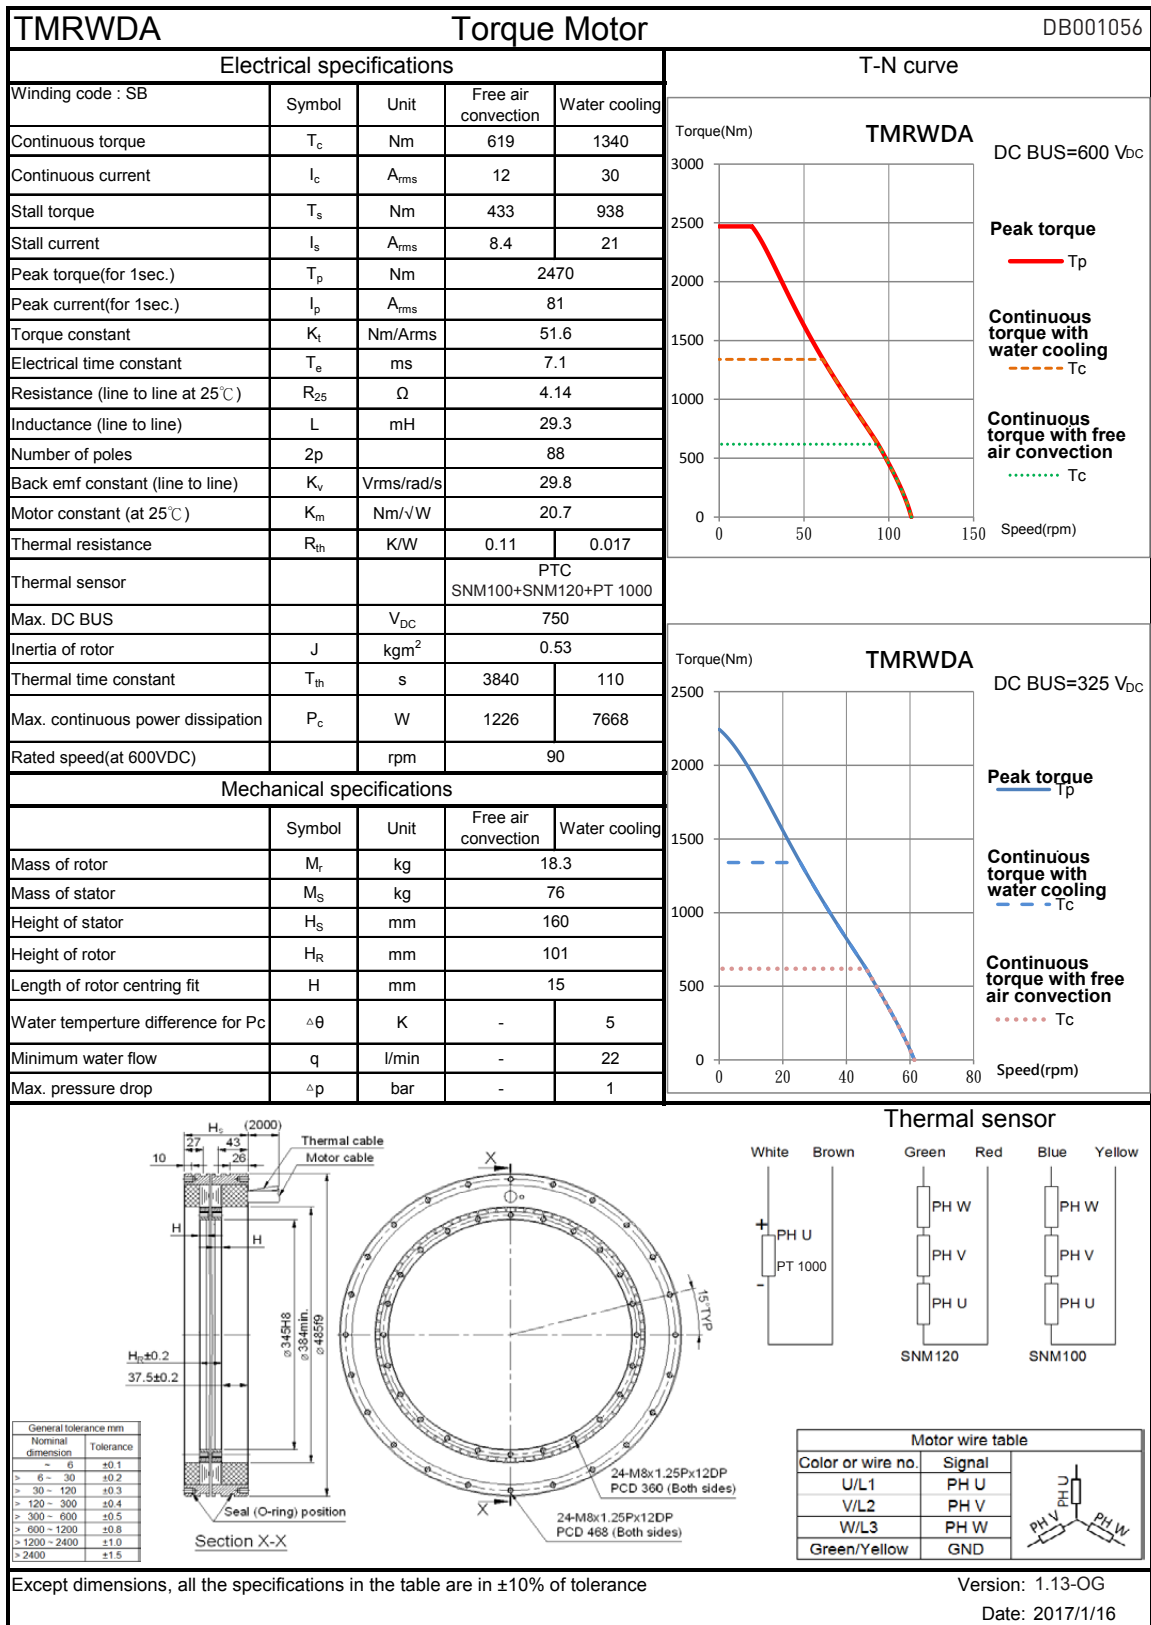 TMRWDA Torque Motor DB001056
Electrical specifications
Winding code : SB Symbol Unit Free air convection Water cooling
Continuous torque Tc Nm 619 1340
Continuous current Ic Arms 12 30
Stall torque Ts Nm 433 938
Stall current Is Arms 8.4 21
Peak torque(for 1sec.) Tp Nm 2470
Peak current(for 1sec.) Ip Arms 81
Torque constant Kt Nm/Arms 51.6
Electrical time constant Te ms 7.1
Resistance (line to line at 25℃) R25 Ω 4.14
Inductance (line to line) L mH 29.3
Number of poles 2p 88
Back emf constant (line to line) Kv Vrms/rad/s 29.8
Motor constant (at 25℃) Km Nm/√W 20.7
Thermal resistance Rth K/W 0.11 0.017
Thermal sensor PTC
SNM100+SNM120+PT 1000
Max. DC BUS VDC 750
Inertia of rotor J kgm2 0.53
Thermal time constant Tth s 3840 110
Max. continuous power dissipation Pc W 1226 7668
Rated speed(at 600VDC) rpm 90
Mechanical specifications
Symbol Unit Free air convection Water cooling
Mass of rotor Mr kg 18.3
Mass of stator MS kg 76
Height of stator HS mm 160
Height of rotor HR mm 101
Length of rotor centring fit H mm 15
Water temperture difference for Pc △θ K - 5
Minimum water flow q l/min - 22
Max. pressure drop △p bar - 1
T-N curve
Torque(Nm) TMRWDA
DC BUS=600 VDC
3000
2500
2000
1500
1000
500
0
0 50 100 150 Speed(rpm)
Peak torque
Tp
Continuous
torque with
water cooling
Tc
Continuous
torque with free
air convection
Tc
Torque(Nm) TMRWDA
DC BUS=325 VDC
2500
2000
1500
1000
500
0
0 20 40 60 80 Speed(rpm)
Peak torque
Tp
Continuous
torque with
water cooling
Tc
Continuous
torque with free
air convection
Tc
Hs (2000)
27 43 Thermal cable
10 26 Motor cable
H
H
⌀345H8
⌀384min.
⌀485f9
HR±0.2
37.5±0.2
Seal (O-ring) position
Section X-X
X
15°TYP
X
24-M8x1.25Px12DP
PCD 360 (Both sides)
24-M8x1.25Px12DP
PCD 468 (Both sides)
General tolerance mm
Nominal dimension Tolerance
~ 6 ±0.1
> 6 ~ 30 ±0.2
> 30 ~ 120 ±0.3
> 120 ~ 300 ±0.4
> 300 ~ 600 ±0.5
> 600 ~ 1200 ±0.8
> 1200 ~ 2400 ±1.0
> 2400 ±1.5
Thermal sensor
White Brown Green Red Blue Yellow
+
PH U
PT 1000
-
PH W
PH V
PH U
SNM120
PH W
PH V
PH U
SNM100
Motor wire table
Color or wire no. Signal
U/L1 PH U
V/L2 PH V
W/L3 PH W
Green/Yellow GND
PH U
PH V
PH W
Except dimensions, all the specifications in the table are in ±10% of tolerance
Version: 1.13-OG
Date: 2017/1/16